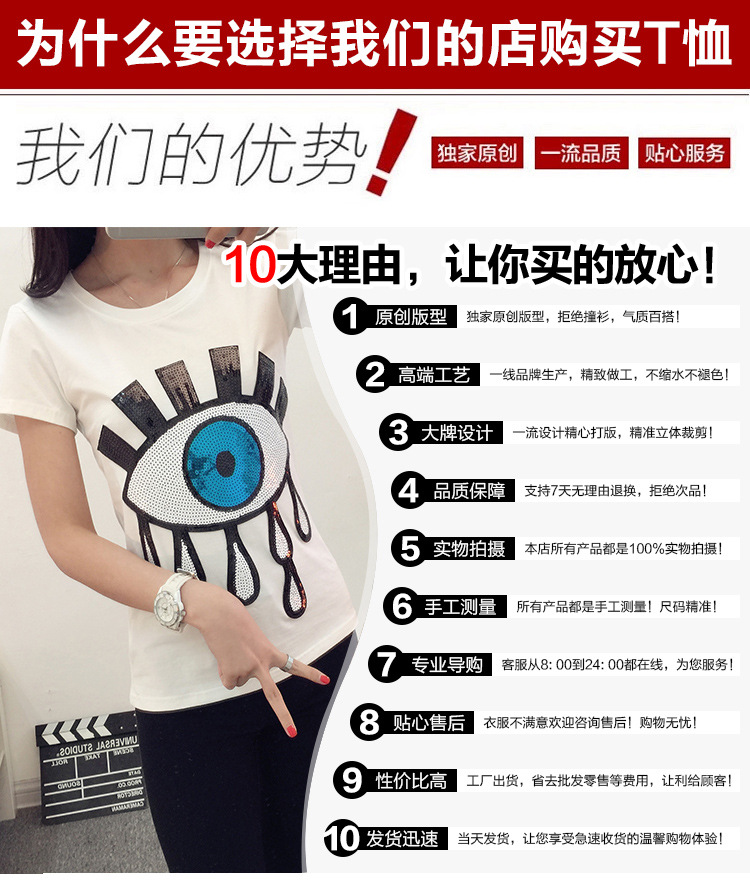 为什么要选择我们的店购买T恤
我们的优势! 独家原创 一流品质 贴心服务
10大理由，让你买的放心!
1 原创版型 独家原创版型，拒绝撞衫，气质百搭!
2 高端工艺 一线品牌生产，精致做工，不缩水不褪色!
3 大牌设计 一流设计精心打版，精准立体裁剪!
4 品质保障 支持7天无理由退换，拒绝次品!
5 实物拍摄 本店所有产品都是100%实物拍摄!
6 手工测量 所有产品都是手工测量! 尺码精准!
7 专业导购 客服从8: 00到24: 00都在线，为您服务!
8 贴心售后 衣服不满意欢迎咨询售后! 购物无忧!
9 性价比高 工厂出货，省去批发零售等费用，让利给顾客!
10 发货迅速 当天发货，让您享受急速收货的温馨购物体验!
UNIVERSAL STUDIOS.
SCENE TAKE ROLL
DATE SOUND
PROD.CO.
DIRECTOR
CAMERAMAN